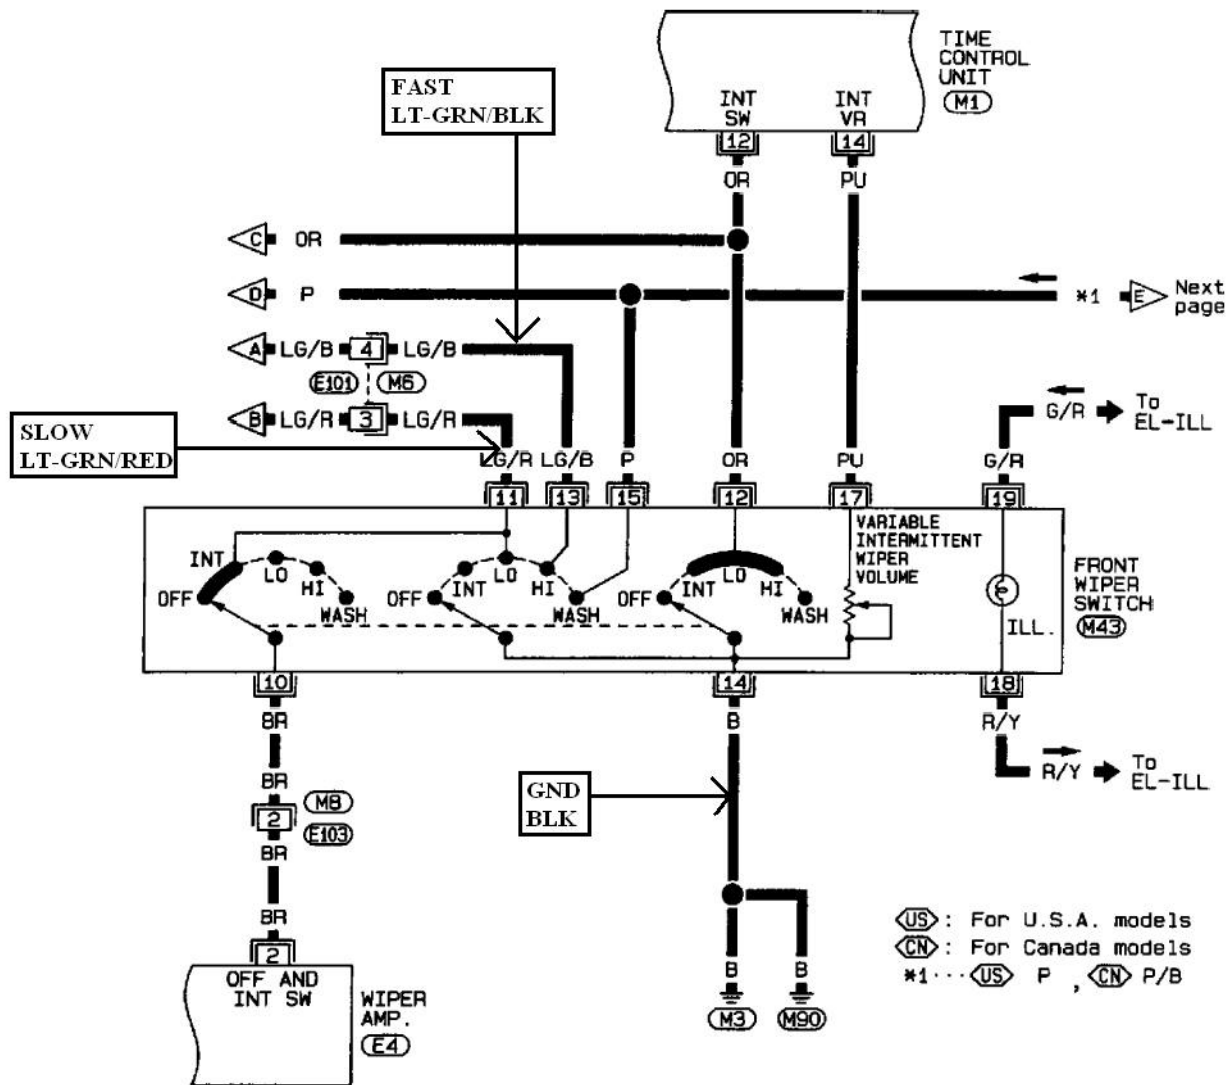 TIME
CONTROL
UNIT
M1
INT
SW
INT
VR
12
14
OR
PU
FAST
LT-GRN/BLK
C OR
D P
*1 E Next
page
A LG/B 4 LG/B
E101 M6
B LG/R 3 LG/R
SLOW
LT-GRN/RED
G/R To
EL-ILL
LG/R LG/B P OR PU G/R
11 13 15 12 17 19
VARIABLE
INTERMITTENT
WIPER
VOLUME
OFF INT LO HI WASH
OFF INT LO HI WASH
OFF INT LO HI WASH
ILL.
FRONT
WIPER
SWITCH
M43
10 14 18
BR B R/Y
R/Y To
EL-ILL
GND
BLK
BR
2
M8
E103
BR
BR
2
OFF AND
INT SW
WIPER
AMP.
E4
B B
M3 M90
US : For U.S.A. models
CN : For Canada models
*1··· US P , CN P/B